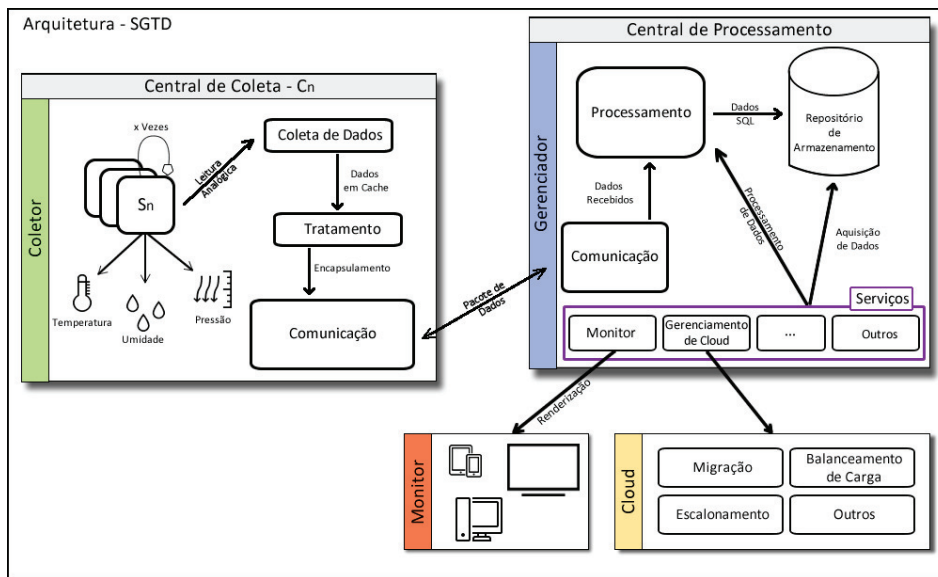 Arquitetura - SGTD
Central de Coleta - Cn
Coletor
x Vezes
Sn
Leitura
Analógica
Coleta de Dados
Dados
em Cache
Tratamento
Encapsulamento
Comunicação
Temperatura
Umidade
Pressão
Pacote de
Dados
Central de Processamento
Gerenciador
Processamento
Dados
SQL
Repositório
de
Armazenamento
Dados
Recebidos
Comunicação
Processamento
de Dados
Aquisição
de Dados
Serviços
Monitor
Gerenciamento
de Cloud
...
Outros
Renderização
Monitor
Cloud
Migração
Balanceamento
de Carga
Escalonamento
Outros